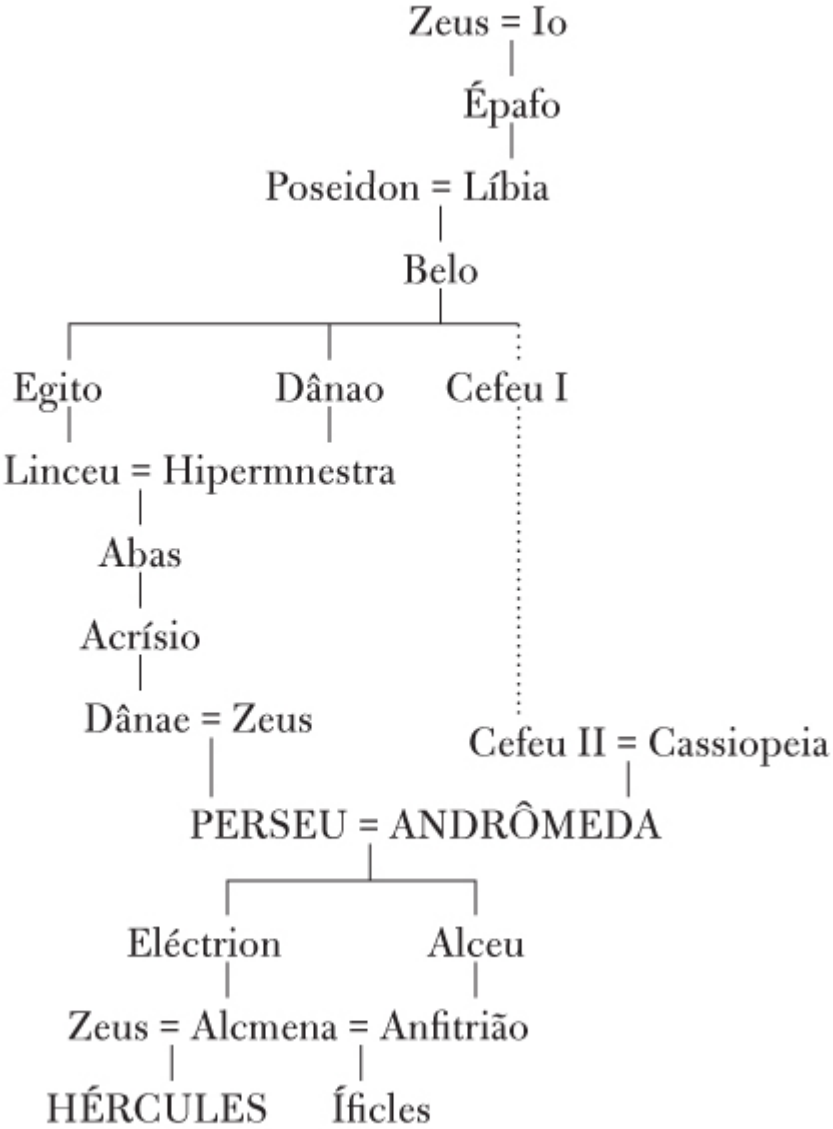 Zeus = Io
Épafo
Poseidon = Líbia
Belo
Egito Dânao Cefeu I
Linceu = Hipermnestra
Abas
Acrísio
Dânae = Zeus
Cefeu II = Cassiopeia
PERSEU = ANDRÔMEDA
Eléctrion Alceu
Zeus = Alcmena = Anfitrião
HÉRCULES Íficles